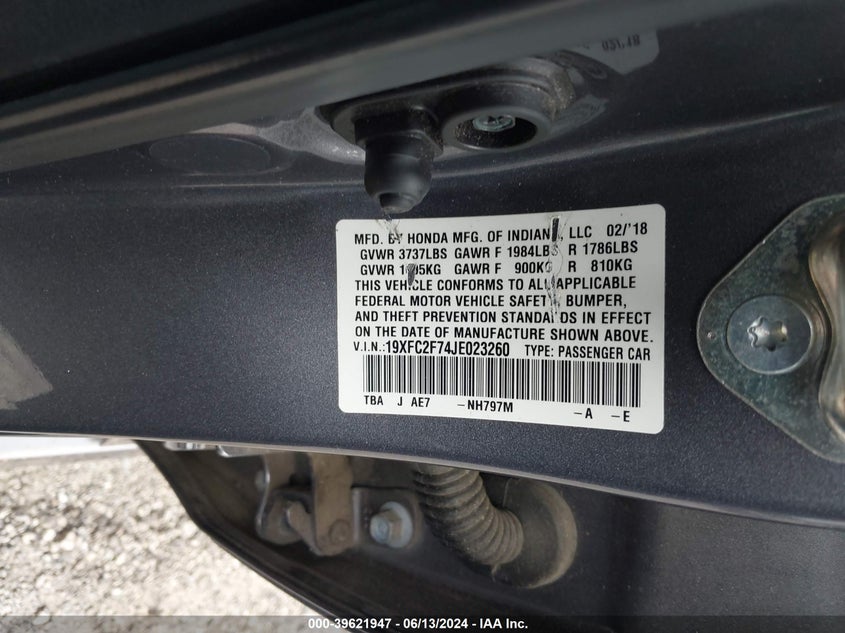 MFD. BY HONDA MFG. OF INDIANA, LLC 02/'18
GVWR 3737LBS GAWR F 1984LBS R 1786LBS
GVWR 1695KG GAWR F 900KG R 810KG
THIS VEHICLE CONFORMS TO ALL APPLICABLE
FEDERAL MOTOR VEHICLE SAFETY, BUMPER,
AND THEFT PREVENTION STANDARDS IN EFFECT
ON THE DATE OF MANUFACTURE SHOWN ABOVE.
V.I.N.: 19XFC2F74JE023260 TYPE: PASSENGER CAR
TBA J AE7 -NH797M -A -E
000-39621947 - 06/13/2024 - IAA Inc.